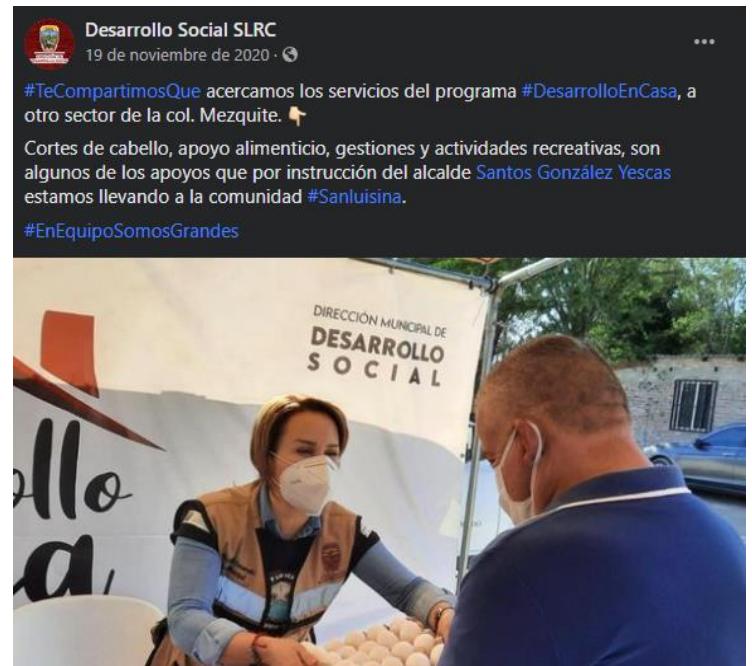 Desarrollo Social SLRC
19 de noviembre de 2020 ·
#TeCompartimosQue acercamos los servicios del programa #DesarrolloEnCasa, a
otro sector de la col. Mezquite. 👇🏻
Cortes de cabello, apoyo alimenticio, gestiones y actividades recreativas, son
algunos de los apoyos que por instrucción del alcalde Santos González Yescas
estamos llevando a la comunidad #Sanluisina.
#EnEquipoSomosGrandes
DIRECCIÓN MUNICIPAL DE
DESARROLLO
SOCIAL
ollo
a